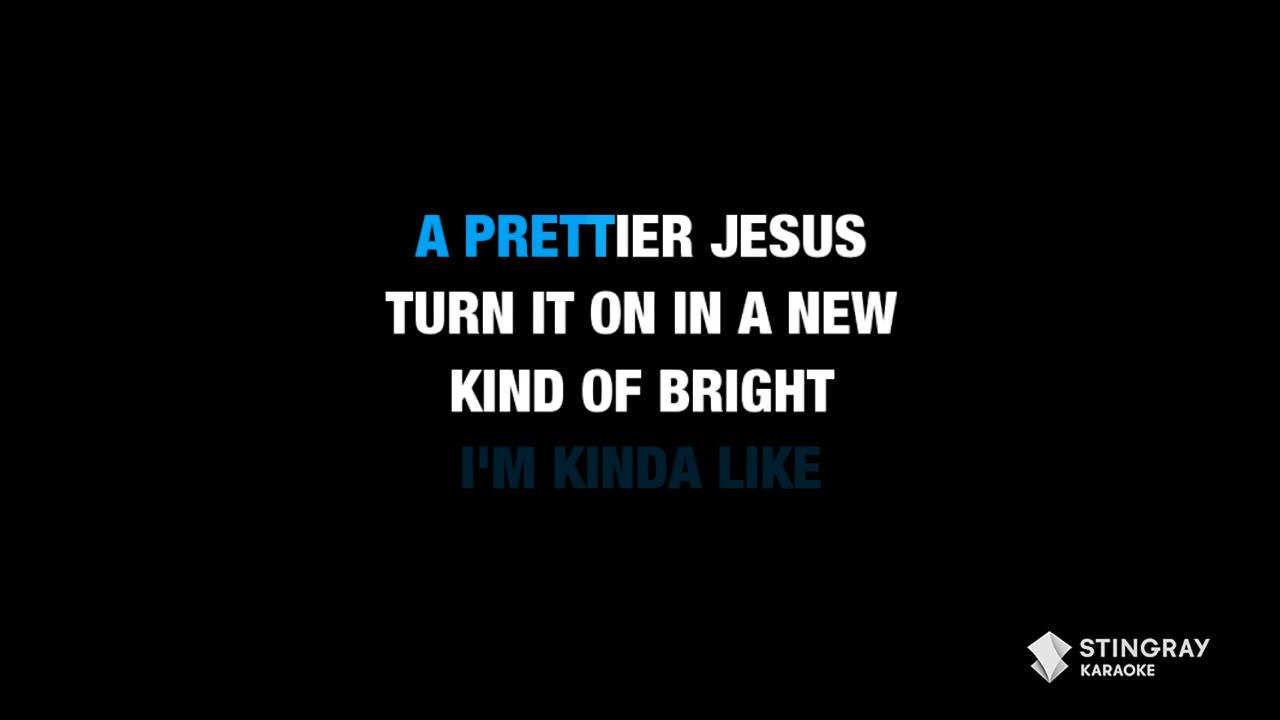 A PRETTIER JESUS
TURN IT ON IN A NEW
KIND OF BRIGHT
I'M KINDA LIKE
STINGRAY
KARAOKE